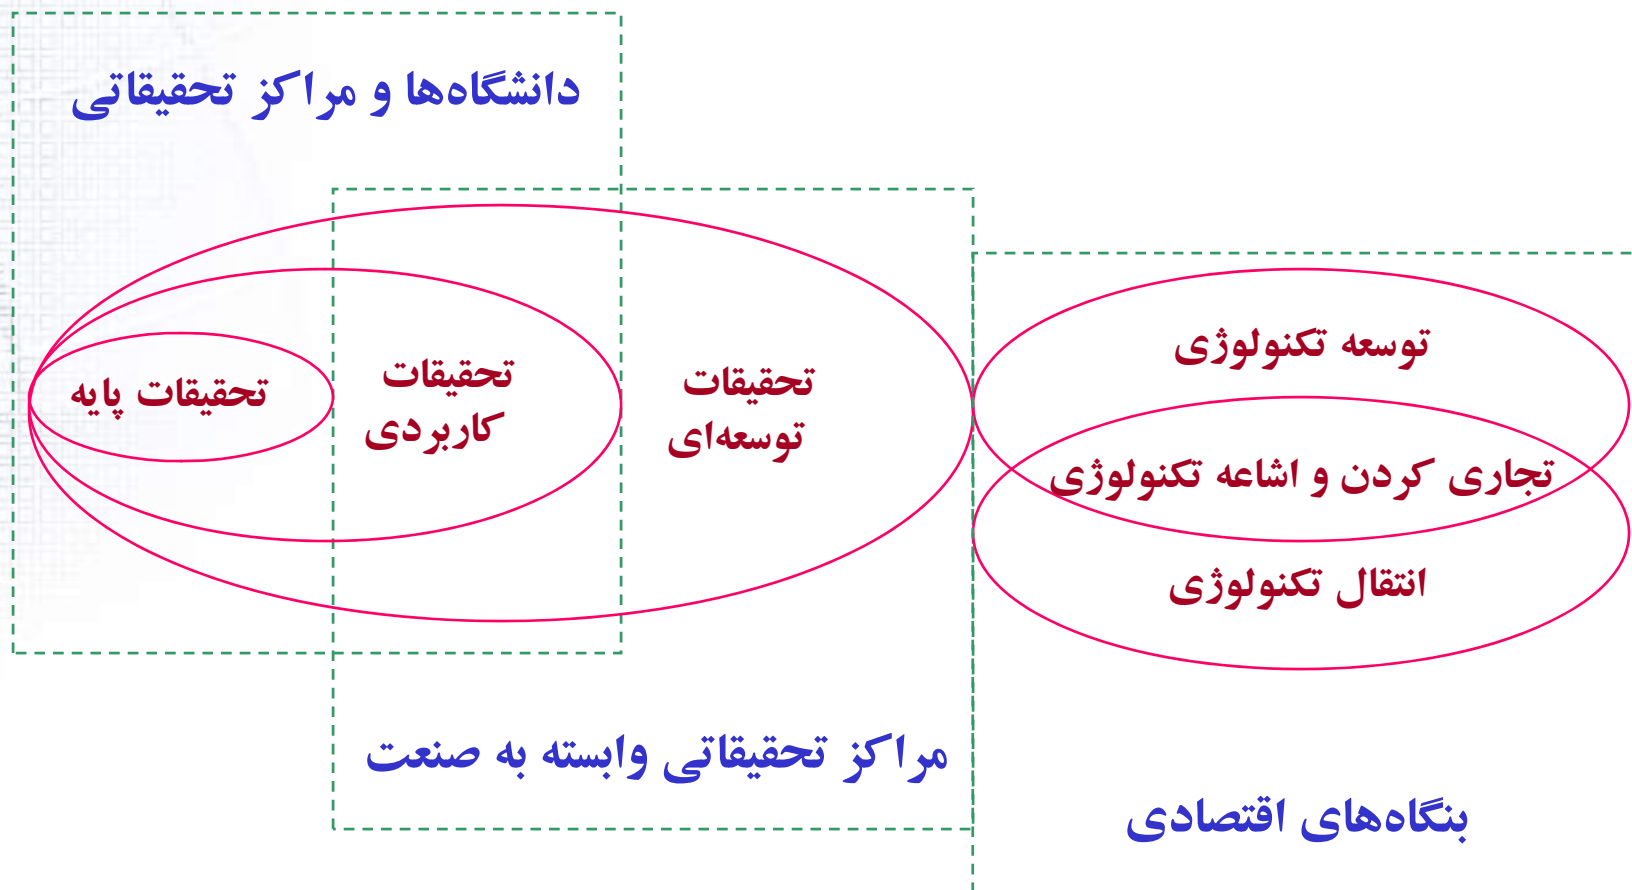 دانشگاه‌ها و مراکز تحقیقاتی
تحقیقات پایه
تحقیقات
کاربردی
تحقیقات
توسعه‌ای
توسعه تکنولوژی
تجاری کردن و اشاعه تکنولوژی
انتقال تکنولوژی
مراکز تحقیقاتی وابسته به صنعت
بنگاه‌های اقتصادی